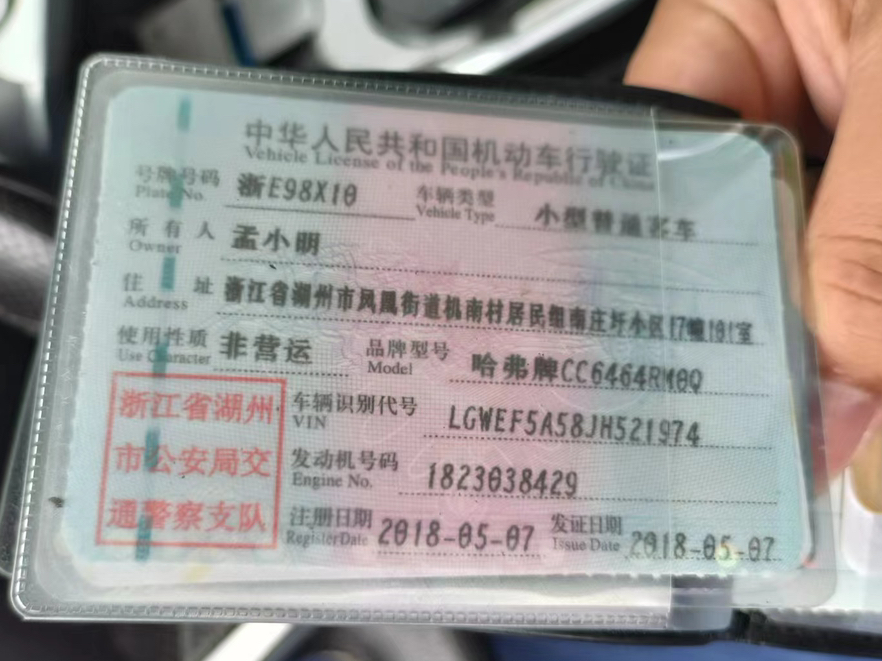 中华人民共和国机动车行驶证
Vehicle License of the People's Republic of China
号牌号码 浙E98X10 车辆类型 小型普通客车
Plate No. Vehicle Type
所有人 孟小明
Owner
住址 浙江省湖州市凤凰街道机南村居民组南庄圩小区17幢101室
Address
使用性质 非营运 品牌型号 哈弗牌CC6464RM0Q
Use Character Model
浙江省湖州
市公安局交
通警察支队
车辆识别代号 LGWEF5A58JH521974
VIN
发动机号码 1823038429
Engine No.
注册日期 2018-05-07 发证日期 2018-05-07
Register Date Issue Date